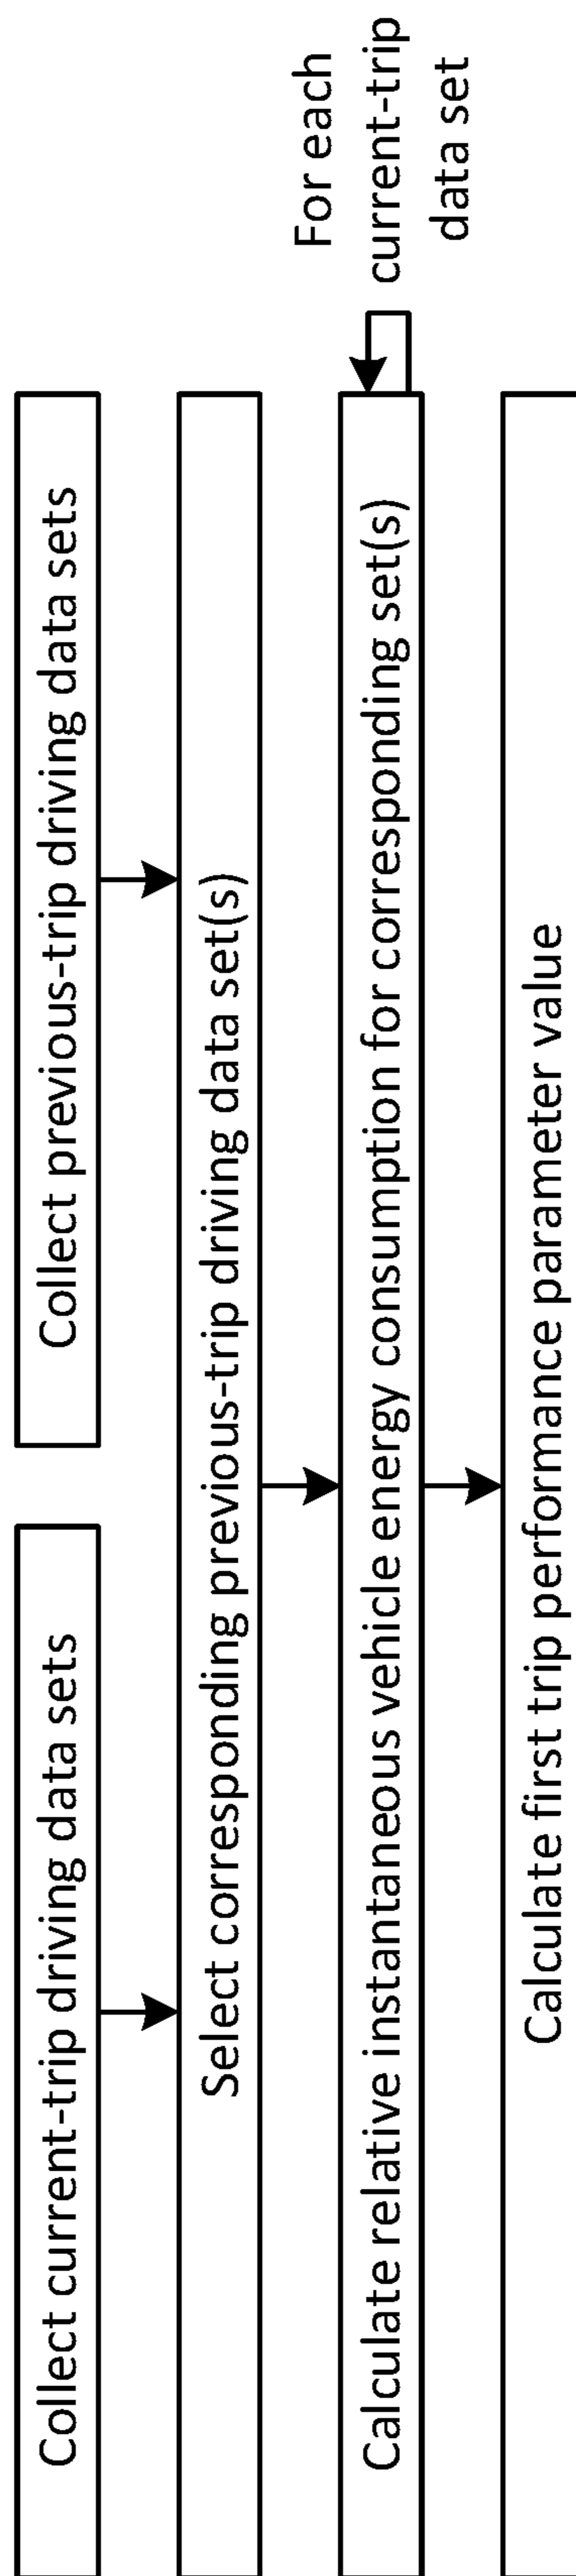 Collect current-trip driving data sets
Collect previous-trip driving data sets
Select corresponding previous-trip driving data set(s)
Calculate relative instantaneous vehicle energy consumption for corresponding set(s)
For each
current-trip
data set
Calculate first trip performance parameter value